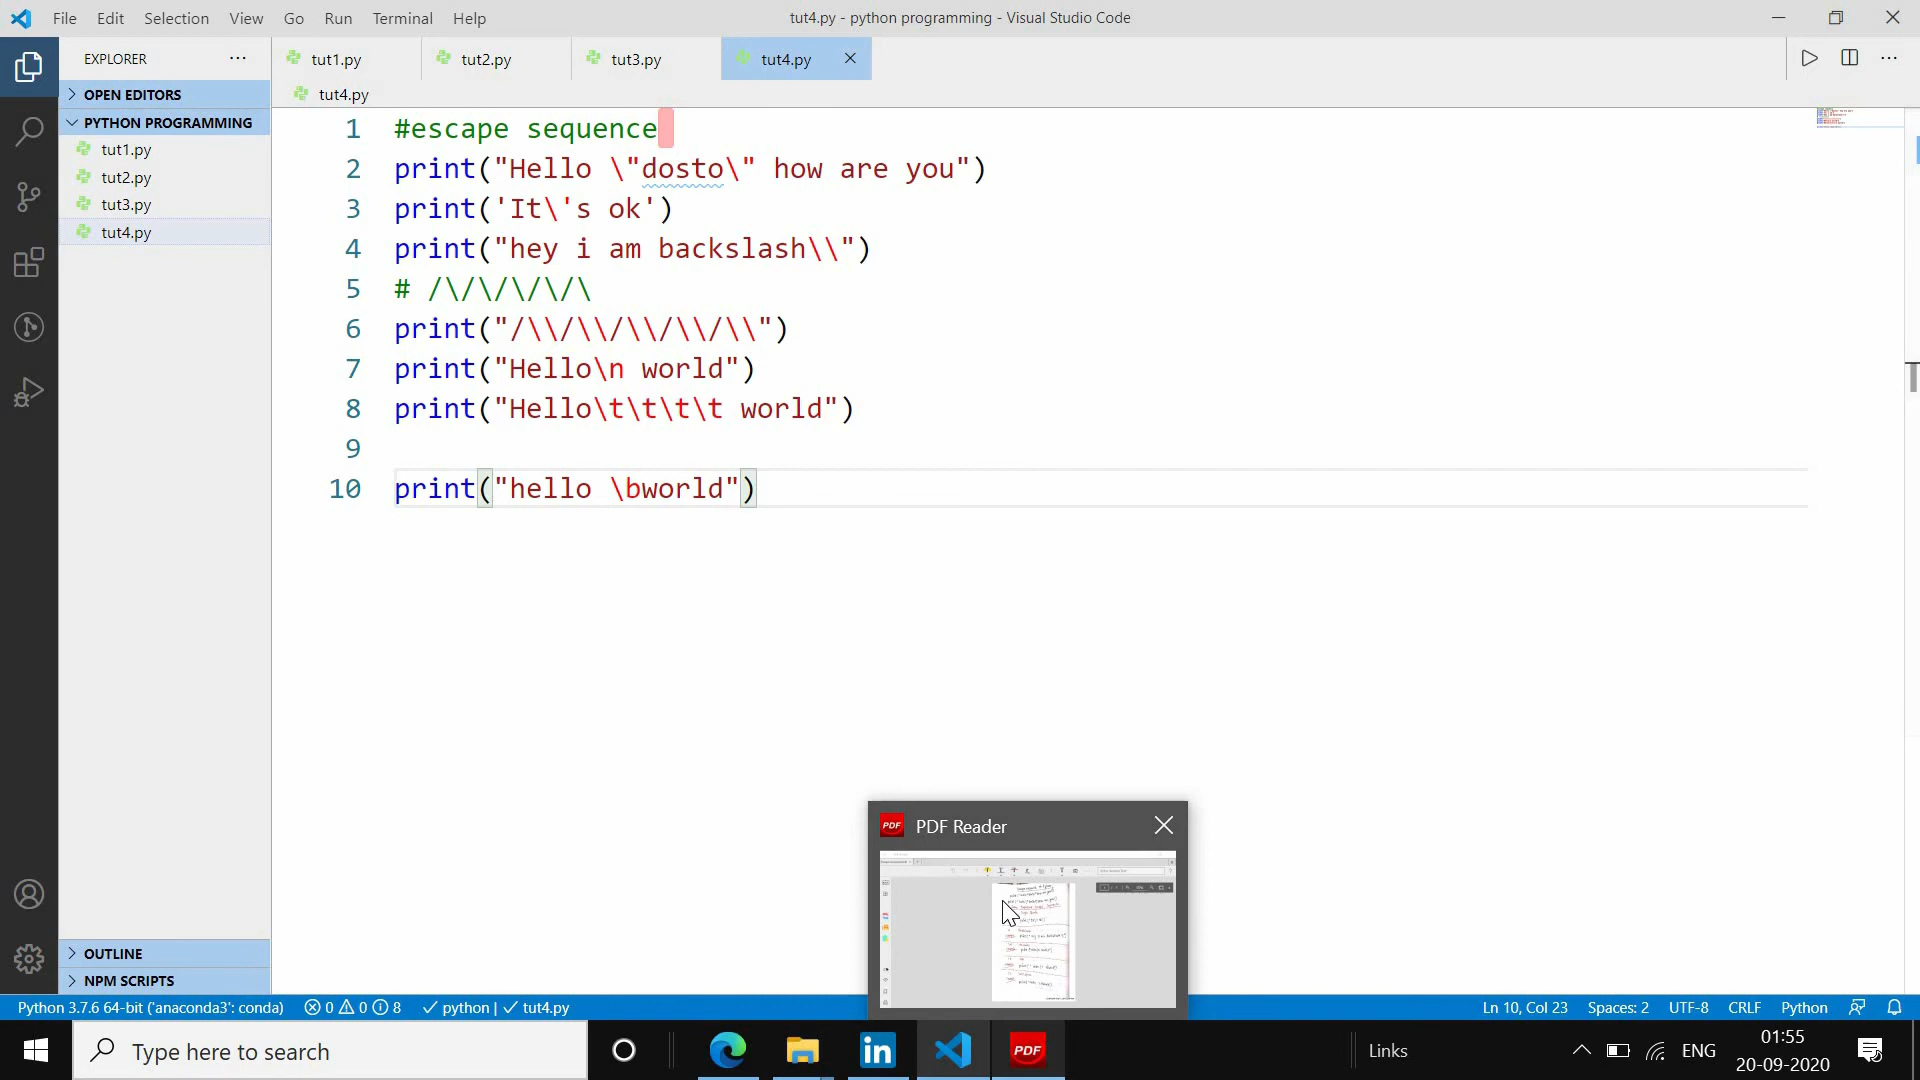 File Edit Selection View Go Run Terminal Help
tut4.py - python programming - Visual Studio Code
EXPLORER
OPEN EDITORS
PYTHON PROGRAMMING
tut1.py
tut2.py
tut3.py
tut4.py
OUTLINE
NPM SCRIPTS
tut1.py tut2.py tut3.py tut4.py
tut4.py
1 #escape sequence
2 print("Hello \"dosto\" how are you")
3 print('It\'s ok')
4 print("hey i am backslash\\")
5 # /\/\/\/\/\
6 print("/\\/\\/\\/\\/\\")
7 print("Hello\n world")
8 print("Hello\t\t\t\t world")
9
10 print("hello \bworld")
PDF PDF Reader
Python 3.7.6 64-bit ('anaconda3': conda) 0 0 8 python | tut4.py Ln 10, Col 23 Spaces: 2 UTF-8 CRLF Python
Type here to search
in
PDF
Links
ENG
01:55
20-09-2020